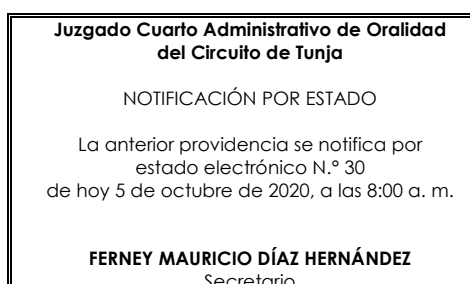 Juzgado Cuarto Administrativo de Oralidad
del Circuito de Tunja
NOTIFICACIÓN POR ESTADO
La anterior providencia se notifica por
estado electrónico N.° 30
de hoy 5 de octubre de 2020, a las 8:00 a. m.
FERNEY MAURICIO DÍAZ HERNÁNDEZ
Secretario